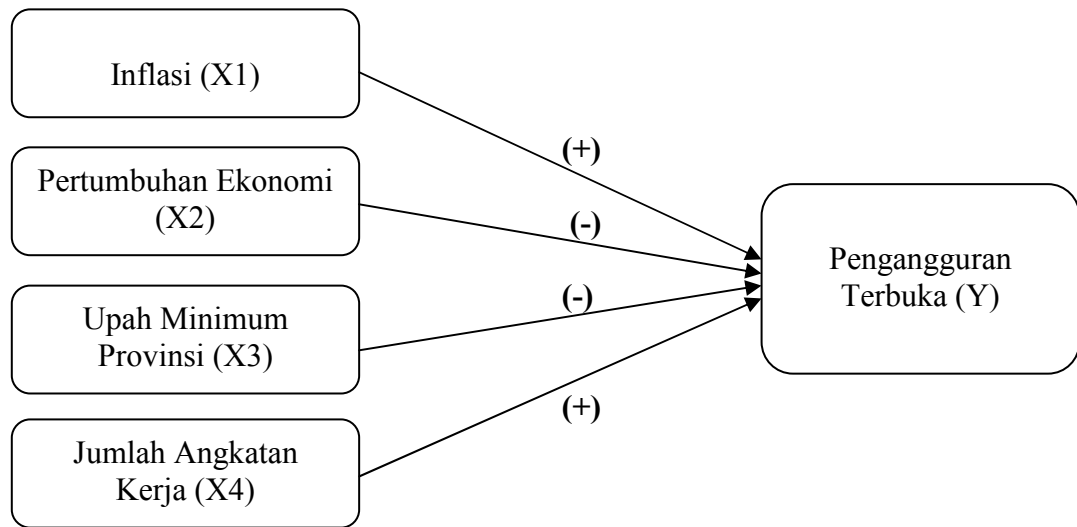 Inflasi (X1)
(+)
Pertumbuhan Ekonomi
(X2)
(-)
Upah Minimum
Provinsi (X3)
(-)
Jumlah Angkatan
Kerja (X4)
(+)
Pengangguran
Terbuka (Y)